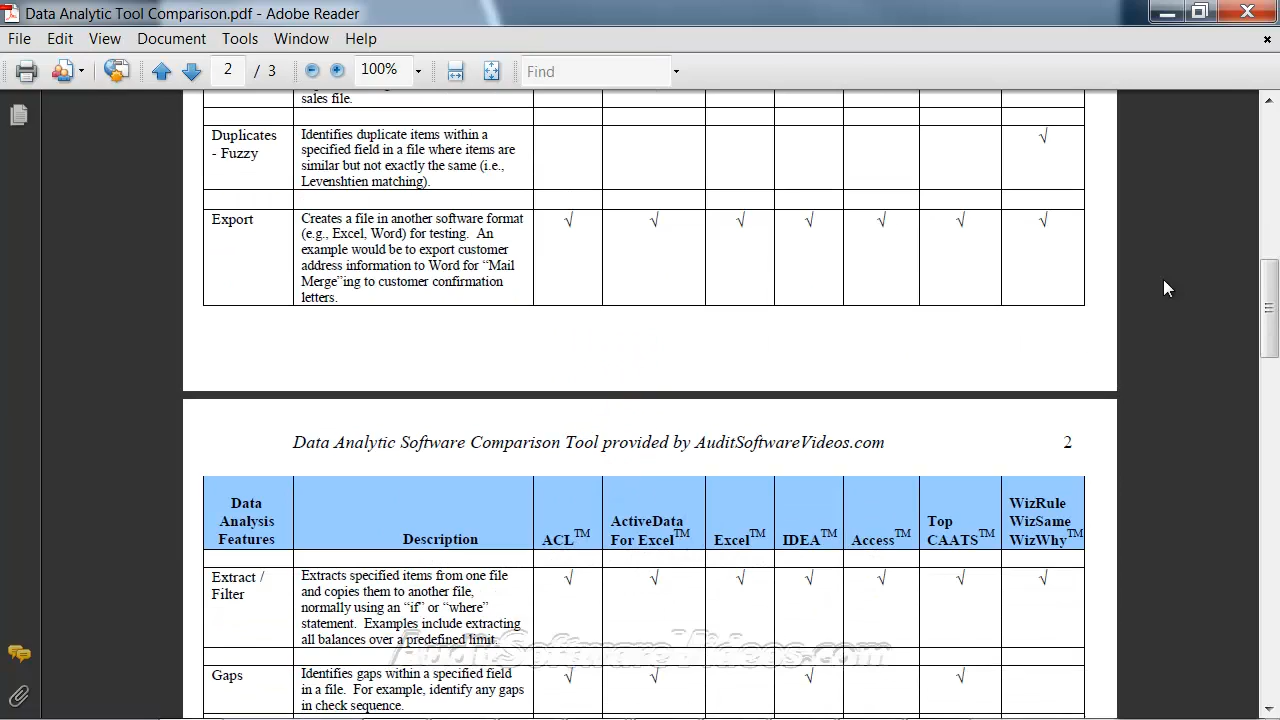 Data Analytic Tool Comparison.pdf - Adobe Reader
File Edit View Document Tools Window Help
2 / 3 100% Find
sales file.
Duplicates
- Fuzzy
Identifies duplicate items within a
specified field in a file where items are
similar but not exactly the same (i.e.,
Levenshtien matching).
√
Export
Creates a file in another software format
(e.g., Excel, Word) for testing. An
example would be to export customer
address information to Word for “Mail
Merge”ing to customer confirmation
letters.
√ √ √ √ √ √ √
Data Analytic Software Comparison Tool provided by AuditSoftwareVideos.com 2
Data
Analysis
Features
Description
ACL™
ActiveData
For Excel™
Excel™
IDEA™
Access™
Top
CAATS™
WizRule
WizSame
WizWhy™
Extract /
Filter
Extracts specified items from one file
and copies them to another file,
normally using an “if” or “where”
statement. Examples include extracting
all balances over a predefined limit.
√ √ √ √ √ √ √
AuditSoftwareVideos.com
Gaps
Identifies gaps within a specified field
in a file. For example, identify any gaps
in check sequence.
√ √ √ √